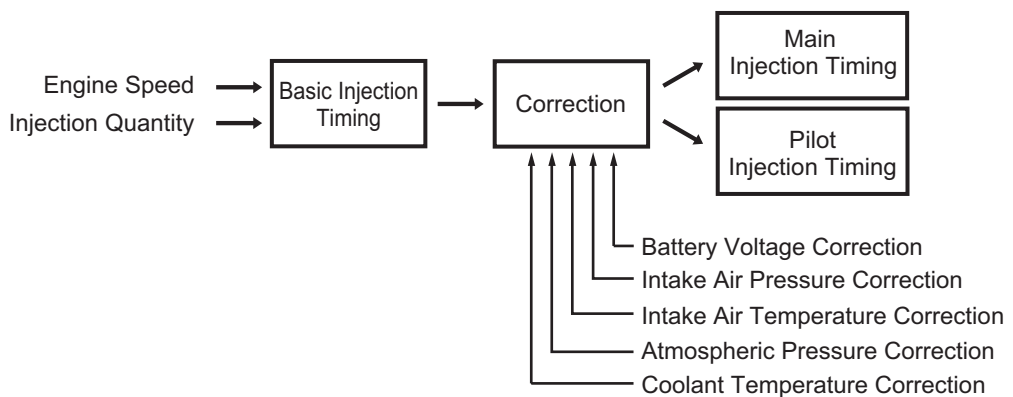 Main
Injection Timing
Engine Speed
Injection Quantity
Basic Injection
Timing
Correction
Pilot
Injection Timing
Battery Voltage Correction
Intake Air Pressure Correction
Intake Air Temperature Correction
Atmospheric Pressure Correction
Coolant Temperature Correction